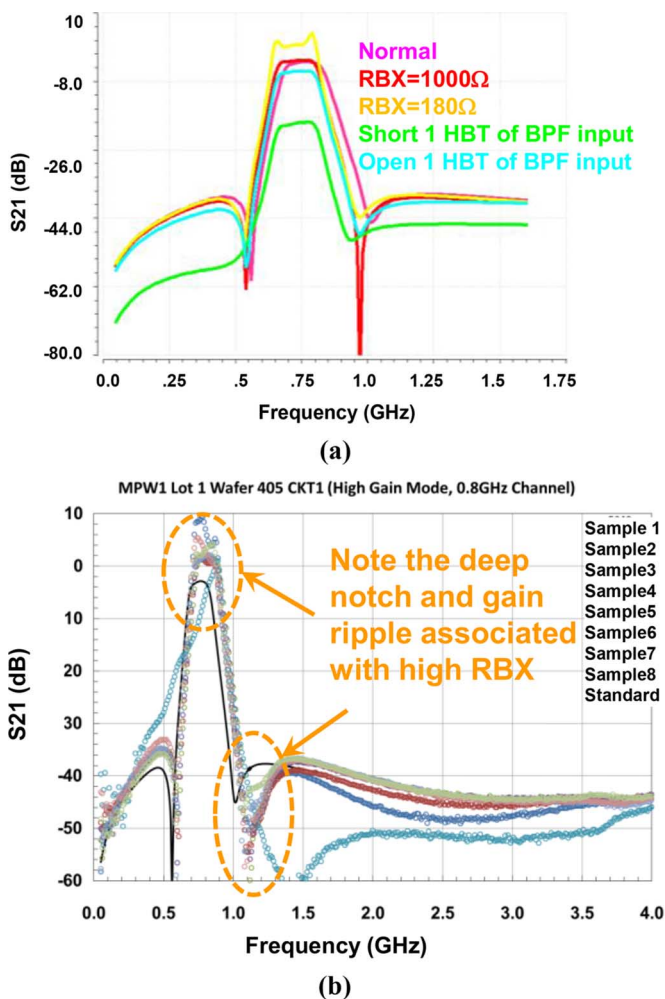 10
-8.0
-26.0
-44.0
-62.0
-80.0
S21 (dB)
Normal
RBX=1000Ω
RBX=180Ω
Short 1 HBT of BPF input
Open 1 HBT of BPF input
0.0 .25 .5 .75 1.0 1.25 1.5 1.75
Frequency (GHz)
(a)
MPW1 Lot 1 Wafer 405 CKT1 (High Gain Mode, 0.8GHz Channel)
10
0
10
20
30
-40
-50
-60
S21 (dB)
Note the deep
notch and gain
ripple associated
with high RBX
Sample 1
Sample2
Sample3
Sample4
Sample5
Sample6
Sample7
Sample8
Standard
0.0 0.5 1.0 1.5 2.0 2.5 3.0 3.5 4.0
Frequency (GHz)
(b)